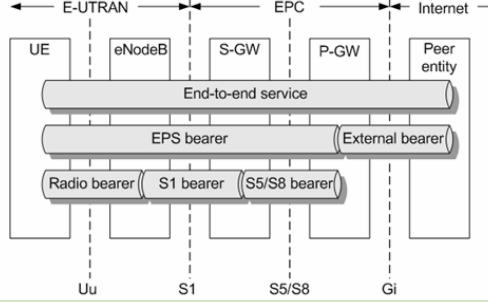 E-UTRAN EPC Internet
UE eNodeB S-GW P-GW Peer
entity
End-to-end service
EPS bearer External bearer
Radio bearer S1 bearer S5/S8 bearer
Uu S1 S5/S8 Gi